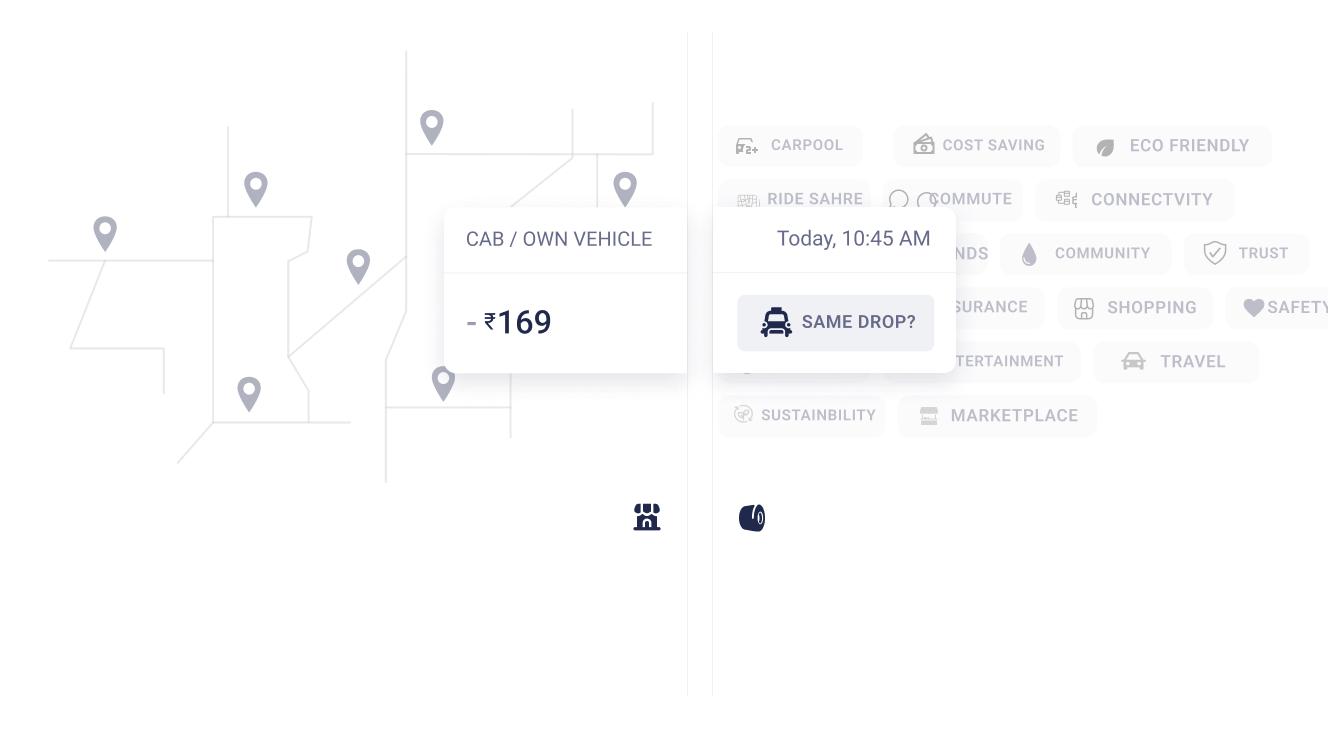 CARPOOL
COST SAVING
ECO FRIENDLY
RIDE SAHRE
COMMUTE
CONNECTVITY
CAB / OWN VEHICLE
Today, 10:45 AM
NDS
COMMUNITY
TRUST
- ₹169
SAME DROP?
SURANCE
SHOPPING
SAFETY
TERTAINMENT
TRAVEL
SUSTAINBILITY
MARKETPLACE